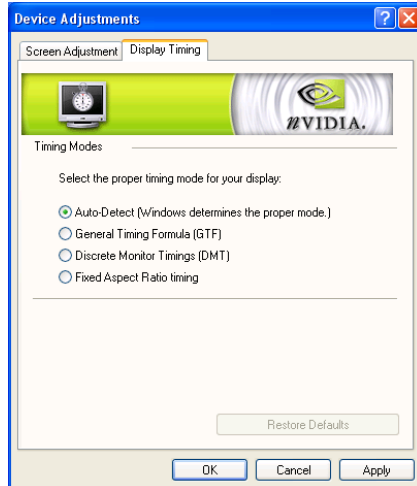 Device Adjustments
Screen Adjustment Display Timing
nVIDIA.
Timing Modes
Select the proper timing mode for your display:
Auto-Detect (Windows determines the proper mode.)
General Timing Formula (GTF)
Discrete Monitor Timings (DMT)
Fixed Aspect Ratio timing
Restore Defaults
OK Cancel Apply